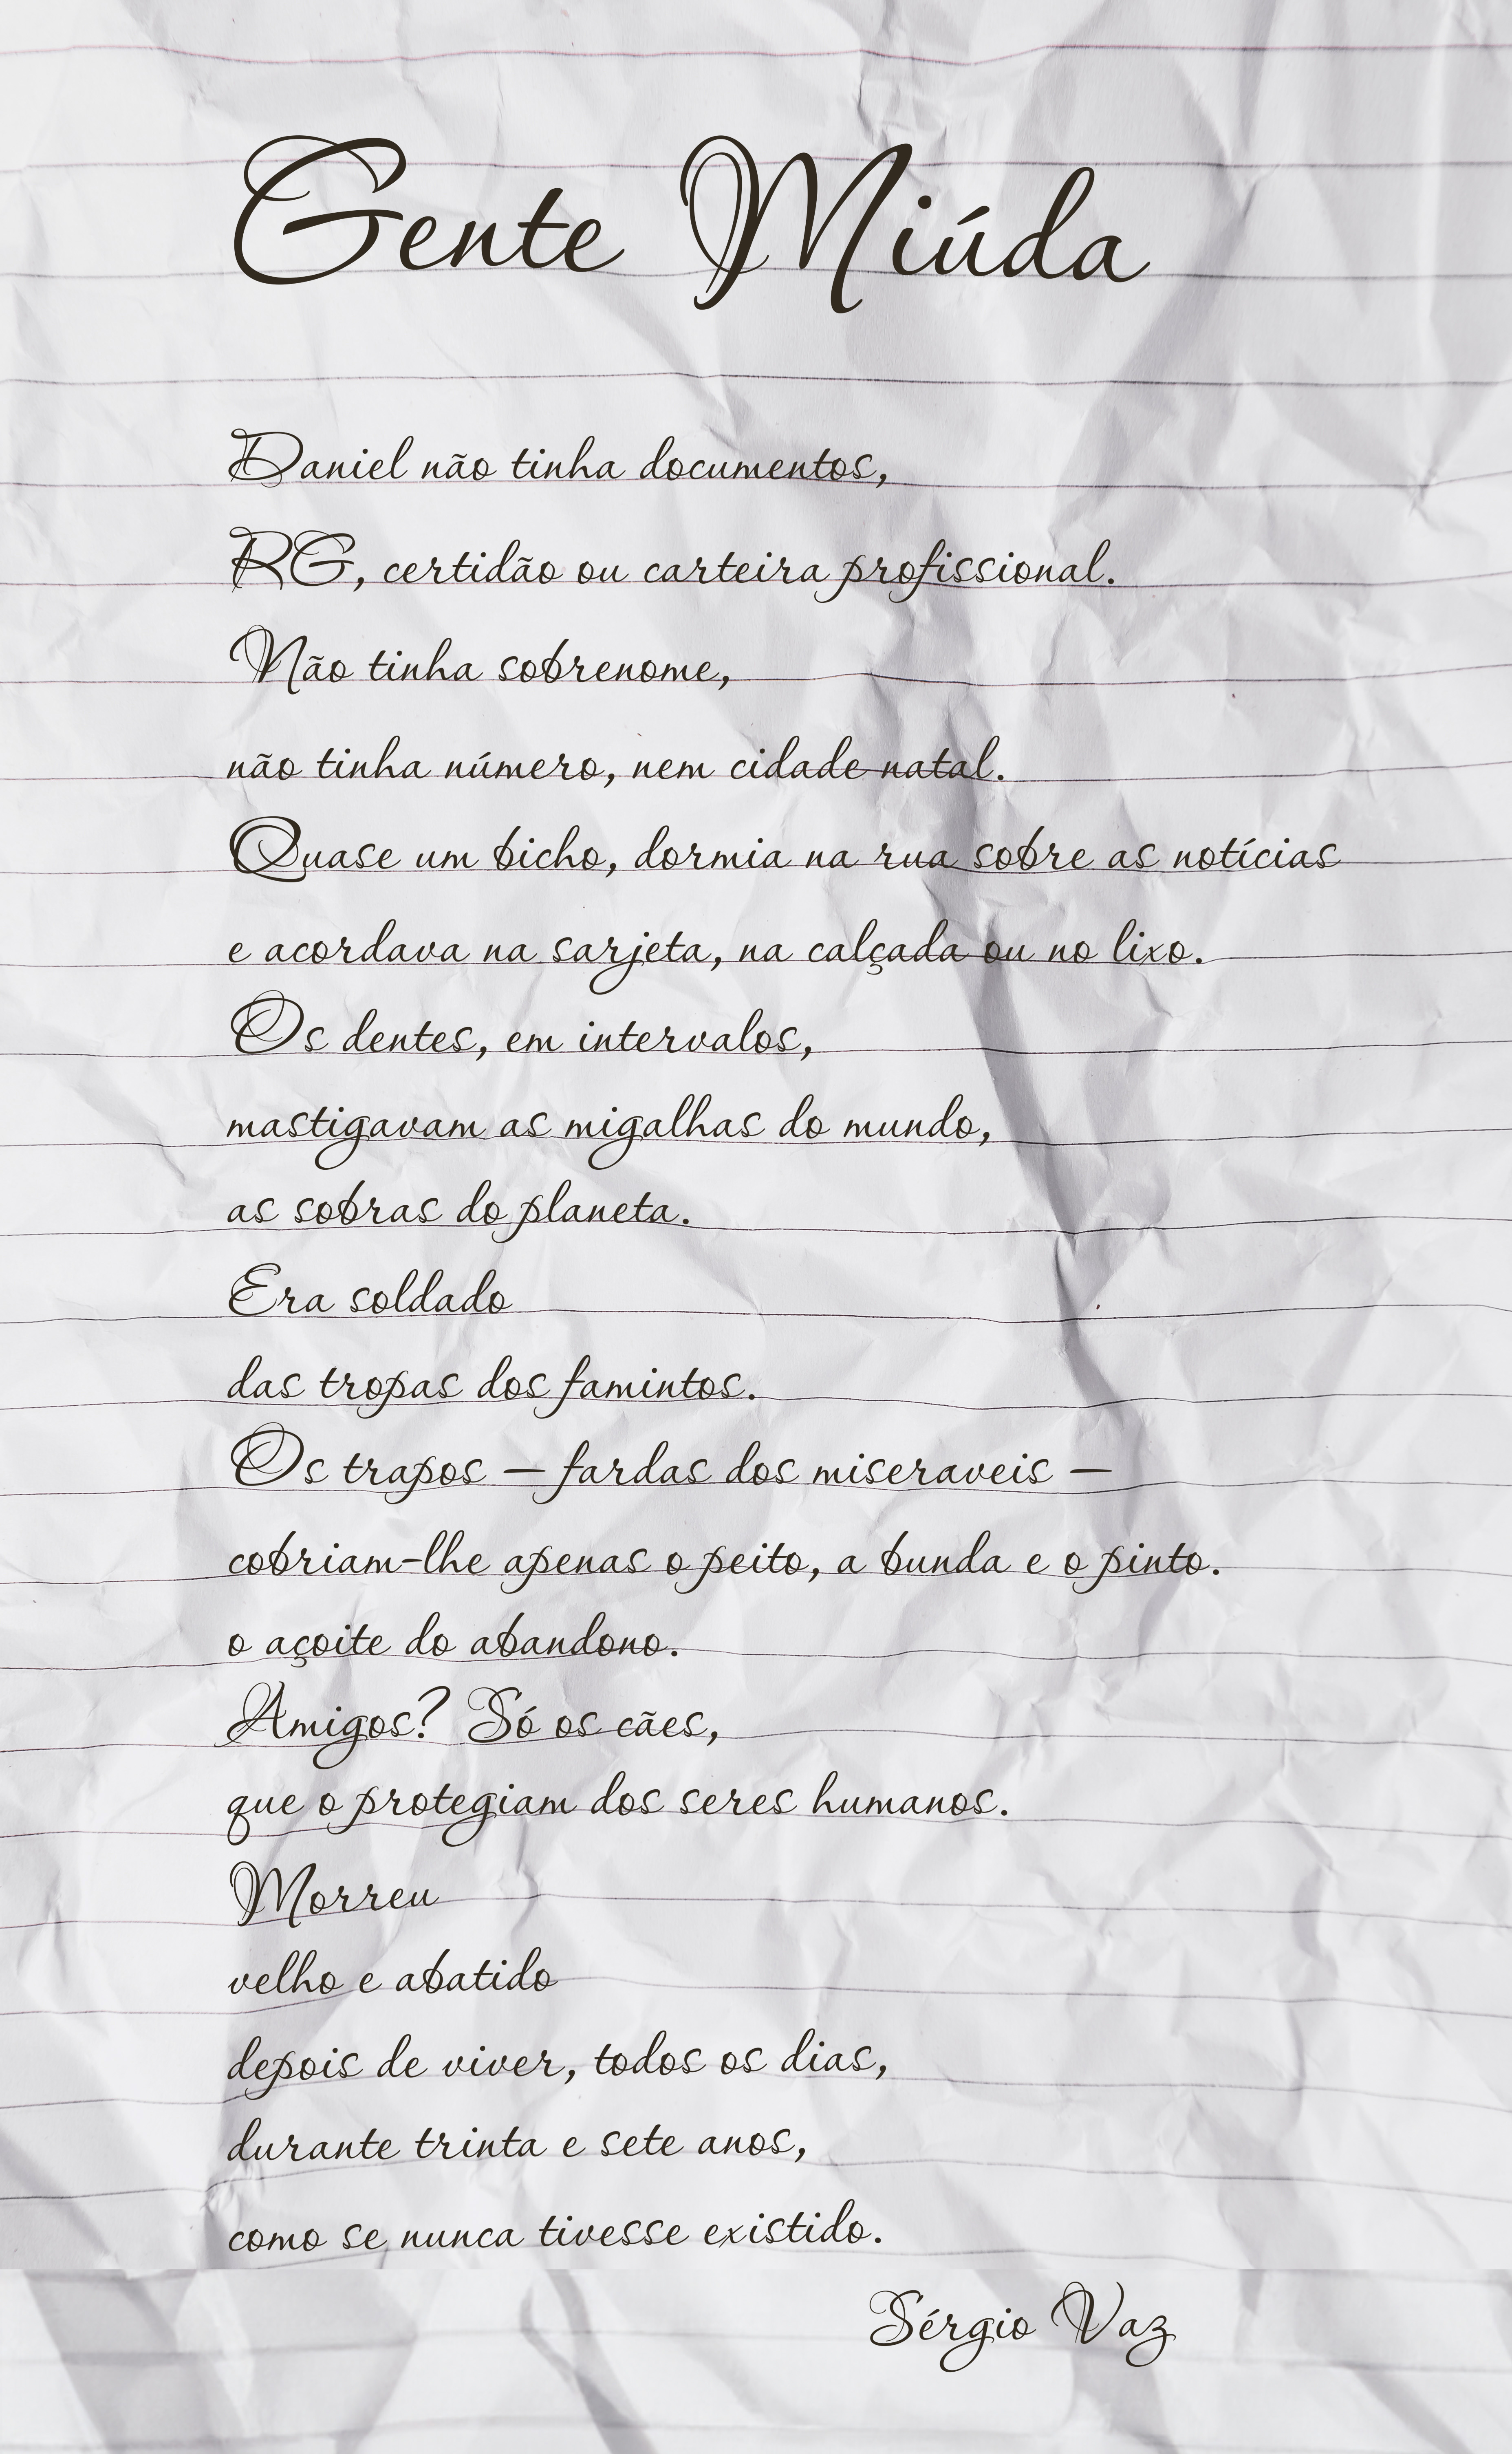 Gente Miúda
Daniel não tinha documentos,
RG, certidão ou carteira profissional.
Não tinha sobrenome,
não tinha número, nem cidade natal.
Quase um bicho, dormia na rua sobre as notícias
e acordava na sarjeta, na calçada ou no lixo.
Os dentes, em intervalos,
mastigavam as migalhas do mundo,
as sobras do planeta.
Era soldado
das tropas dos famintos.
Os trapos – fardas dos miseraveis –
cobriam-lhe apenas o peito, a bunda e o pinto.
o açoite do abandono.
Amigos? Só os cães,
que o protegiam dos seres humanos.
Morreu
velho e abatido
depois de viver, todos os dias,
durante trinta e sete anos,
como se nunca tivesse existido.
Sérgio Vaz